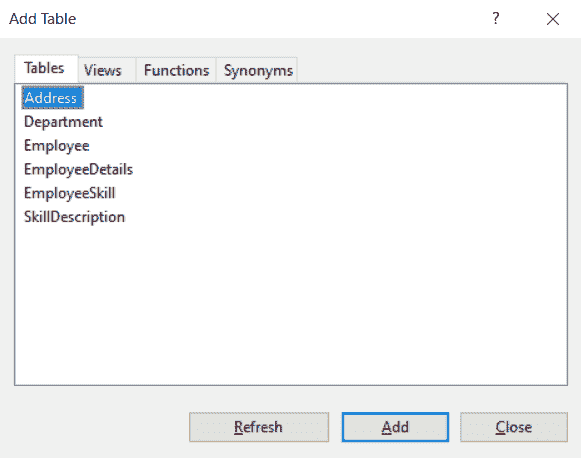 Add Table ?
Tables Views Functions Synonyms
Address
Department
Employee
EmployeeDetails
EmployeeSkill
SkillDescription
Refresh Add Close